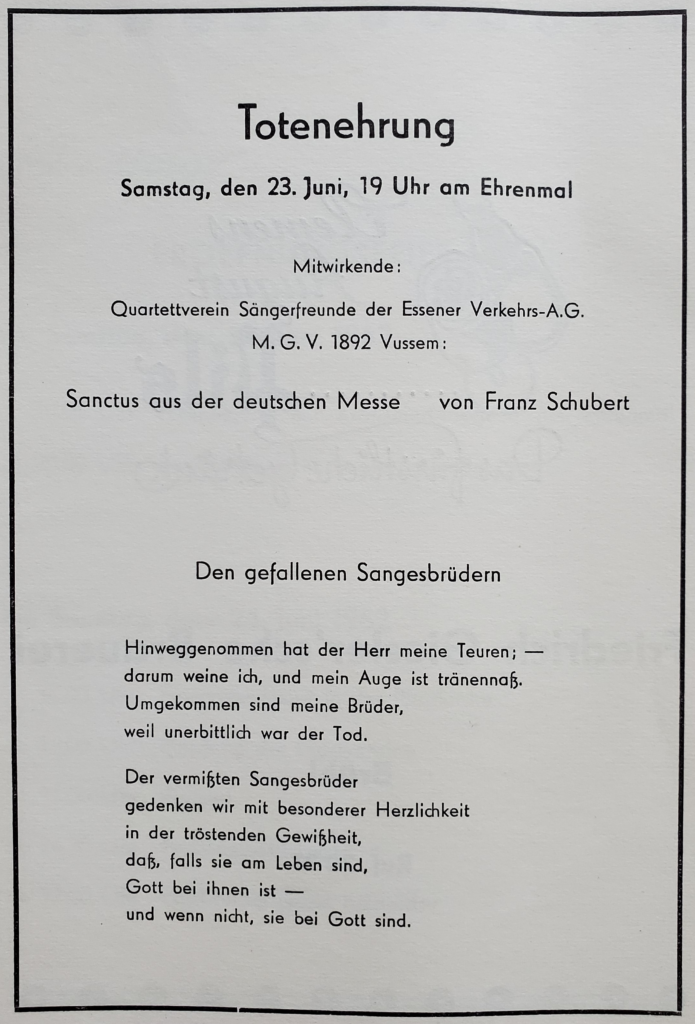 Totenehrung
Samstag, den 23. Juni, 19 Uhr am Ehrenmal
Mitwirkende:
Quartettverein Sängerfreunde der Essener Verkehrs-A.G.
M. G. V. 1892 Vussem:
Sanctus aus der deutschen Messe von Franz Schubert
Den gefallenen Sangesbrüdern
Hinweggenommen hat der Herr meine Teuren; —
darum weine ich, und mein Auge ist tränennaß.
Umgekommen sind meine Brüder,
weil unerbittlich war der Tod.
Der vermißten Sangesbrüder
gedenken wir mit besonderer Herzlichkeit
in der tröstenden Gewißheit,
daß, falls sie am Leben sind,
Gott bei ihnen ist —
und wenn nicht, sie bei Gott sind.